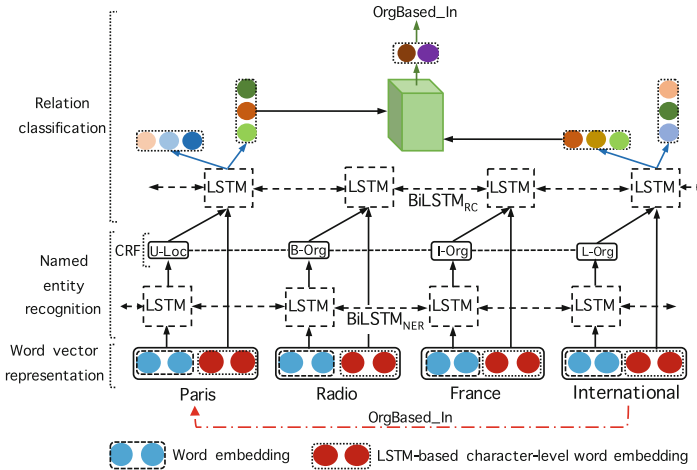 OrgBased_In
Relation
classification
LSTM LSTM LSTM LSTM
BiLSTM_RC
CRF U-Loc B-Org I-Org L-Org
Named
entity
recognition
LSTM LSTM LSTM LSTM
BiLSTM_NER
Word vector
representation
Paris Radio France International
OrgBased_In
Word embedding LSTM-based character-level word embedding